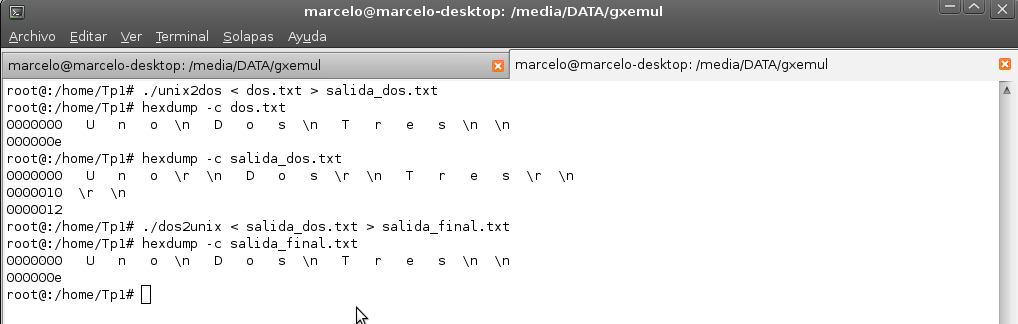 marcelo@marcelo-desktop: /media/DATA/gxemul
Archivo Editar Ver Terminal Solapas Ayuda
marcelo@marcelo-desktop: /media/DATA/gxemul marcelo@marcelo-desktop: /media/DATA/gxemul
root@:/home/Tp1# ./unix2dos < dos.txt > salida_dos.txt
root@:/home/Tp1# hexdump -c dos.txt
0000000   U   n   o  \n   D   o   s  \n   T   r   e   s  \n  \n
000000e
root@:/home/Tp1# hexdump -c salida_dos.txt
0000000   U   n   o  \r  \n   D   o   s  \r  \n   T   r   e   s  \r  \n
0000010  \r  \n
0000012
root@:/home/Tp1# ./dos2unix < salida_dos.txt > salida_final.txt
root@:/home/Tp1# hexdump -c salida_final.txt
0000000   U   n   o  \n   D   o   s  \n   T   r   e   s  \n  \n
000000e
root@:/home/Tp1#